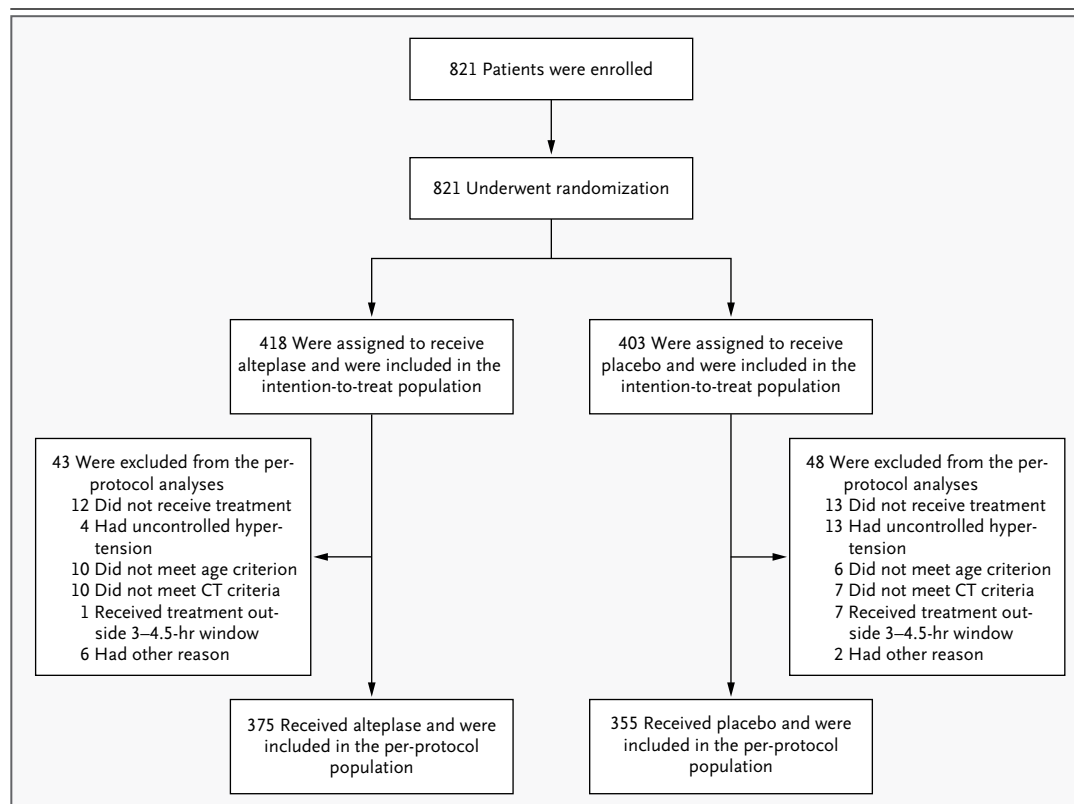 821 Patients were enrolled
821 Underwent randomization
418 Were assigned to receive
alteplase and were included in the
intention-to-treat population
403 Were assigned to receive
placebo and were included in the
intention-to-treat population
43 Were excluded from the per-
protocol analyses
12 Did not receive treatment
4 Had uncontrolled hyper-
tension
10 Did not meet age criterion
10 Did not meet CT criteria
1 Received treatment out-
side 3–4.5-hr window
6 Had other reason
48 Were excluded from the per-
protocol analyses
13 Did not receive treatment
13 Had uncontrolled hyper-
tension
6 Did not meet age criterion
7 Did not meet CT criteria
7 Received treatment out-
side 3–4.5-hr window
2 Had other reason
375 Received alteplase and were
included in the per-protocol
population
355 Received placebo and were
included in the per-protocol
population